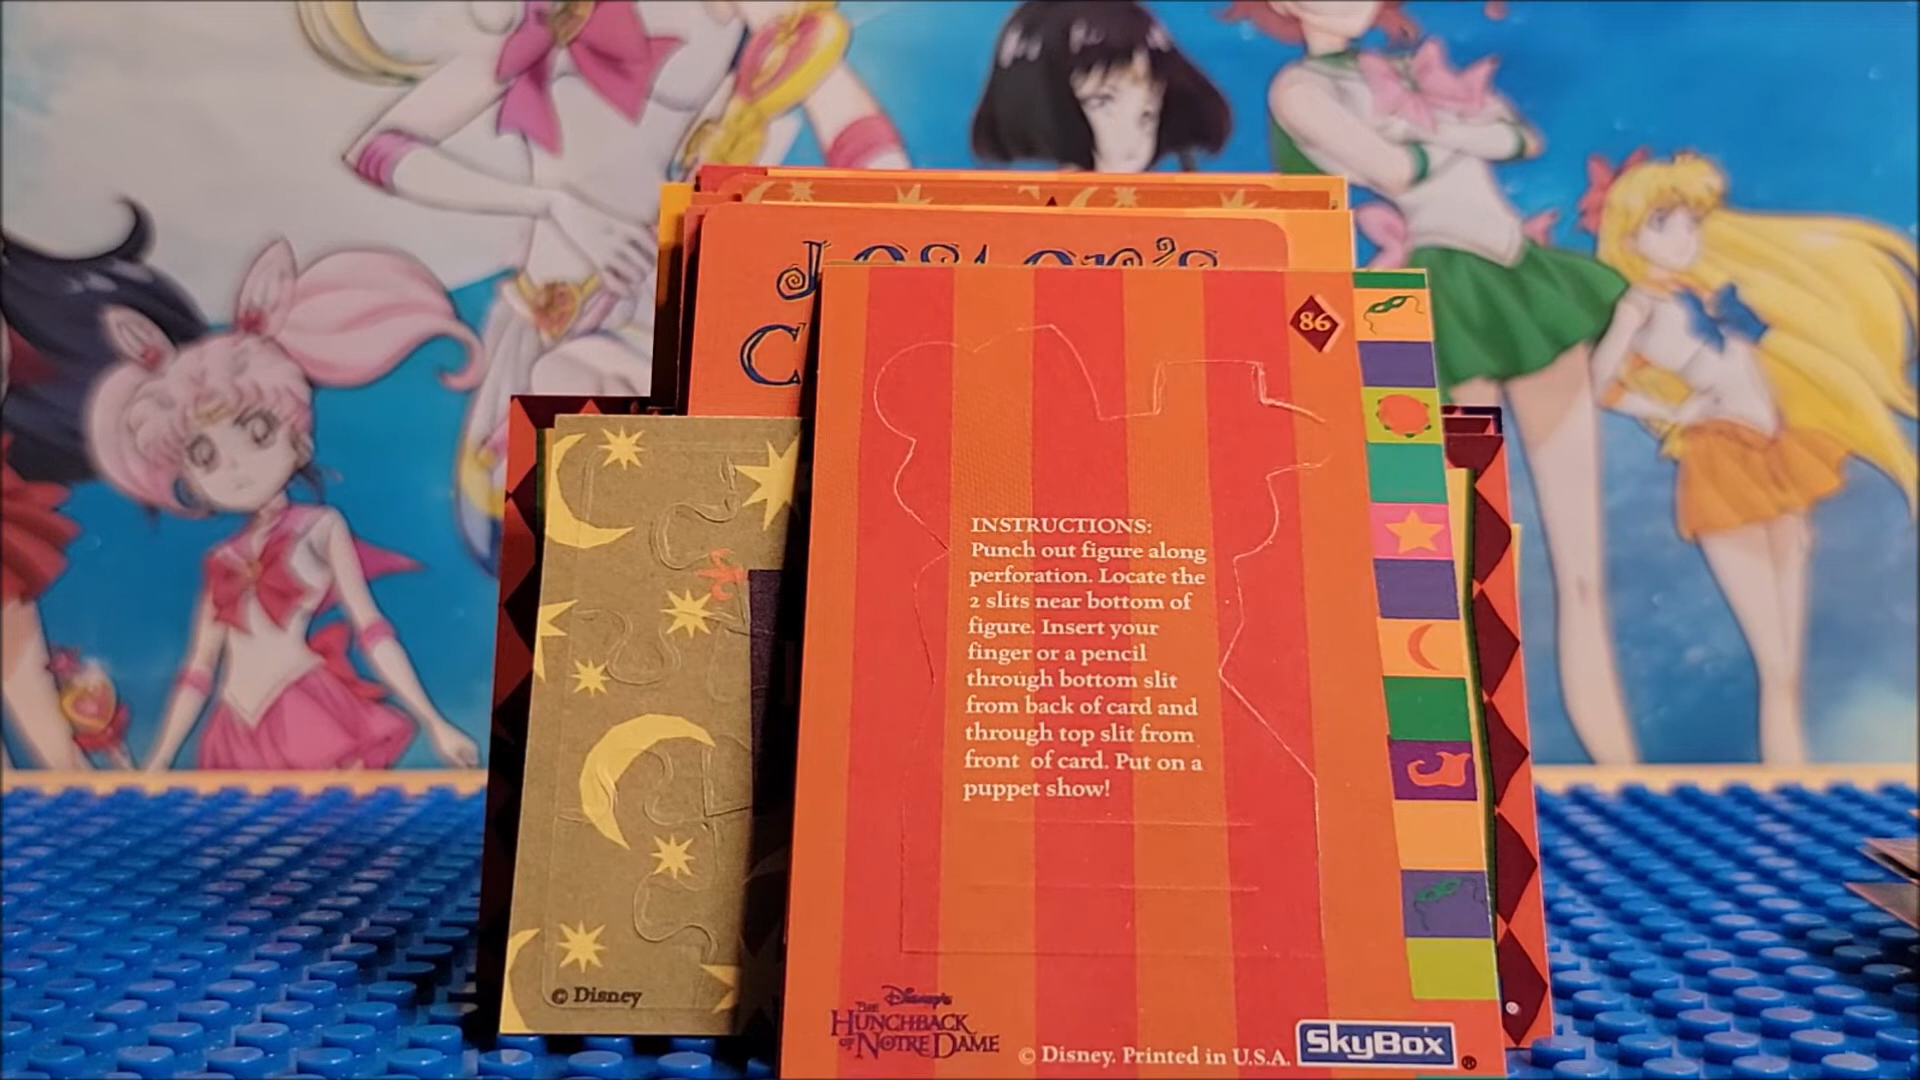 Jester's
C
86
INSTRUCTIONS:
Punch out figure along
perforation. Locate the
2 slits near bottom of
figure. Insert your
finger or a pencil
through bottom slit
from back of card and
through top slit from
front of card. Put on a
puppet show!
© Disney
Disney's
THE
HUNCHBACK
OF NOTRE DAME
© Disney. Printed in U.S.A.
SkyBox
®